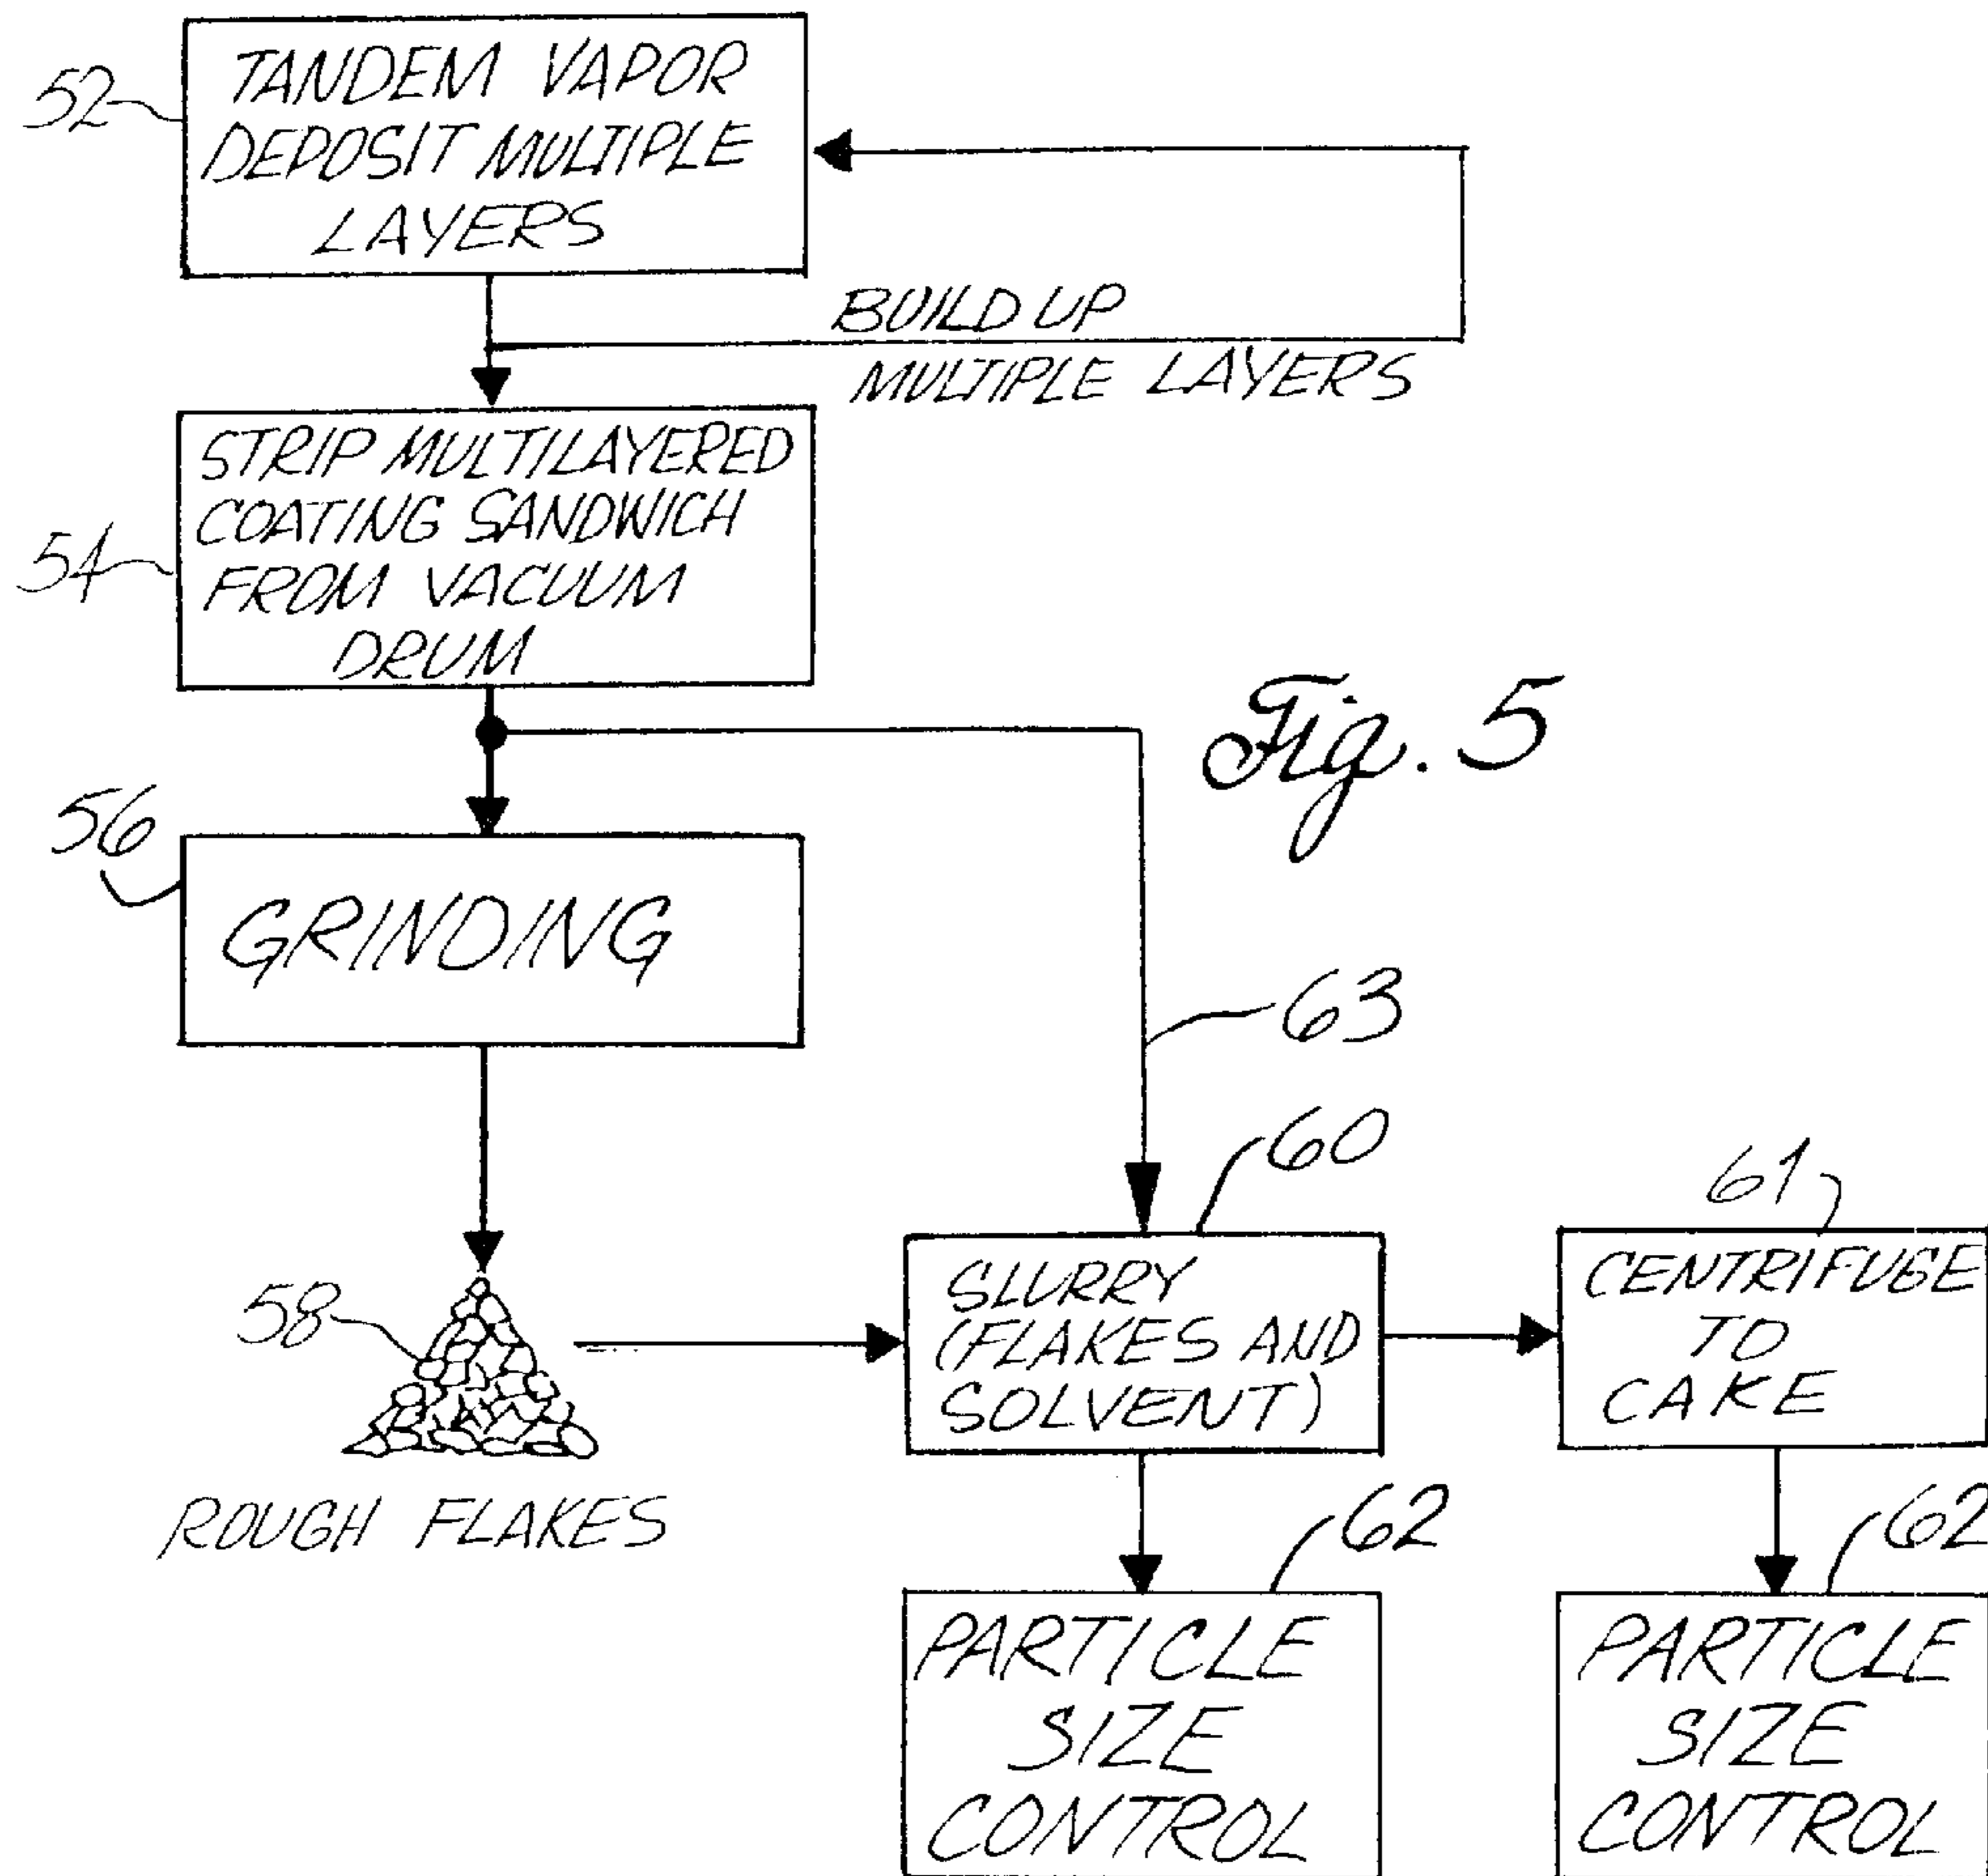 52
TANDEM VAPOR
DEPOSIT MULTIPLE
LAYERS
BUILD UP
MULTIPLE LAYERS
54
STRIP MULTILAYERED
COATING SANDWICH
FROM VACUUM
DRUM
Fig. 5
56
GRINDING
63
60
61
58
SLURRY
(FLAKES AND
SOLVENT)
CENTRIFUGE
TO
CAKE
ROUGH FLAKES
62
62
PARTICLE
SIZE
CONTROL
PARTICLE
SIZE
CONTROL